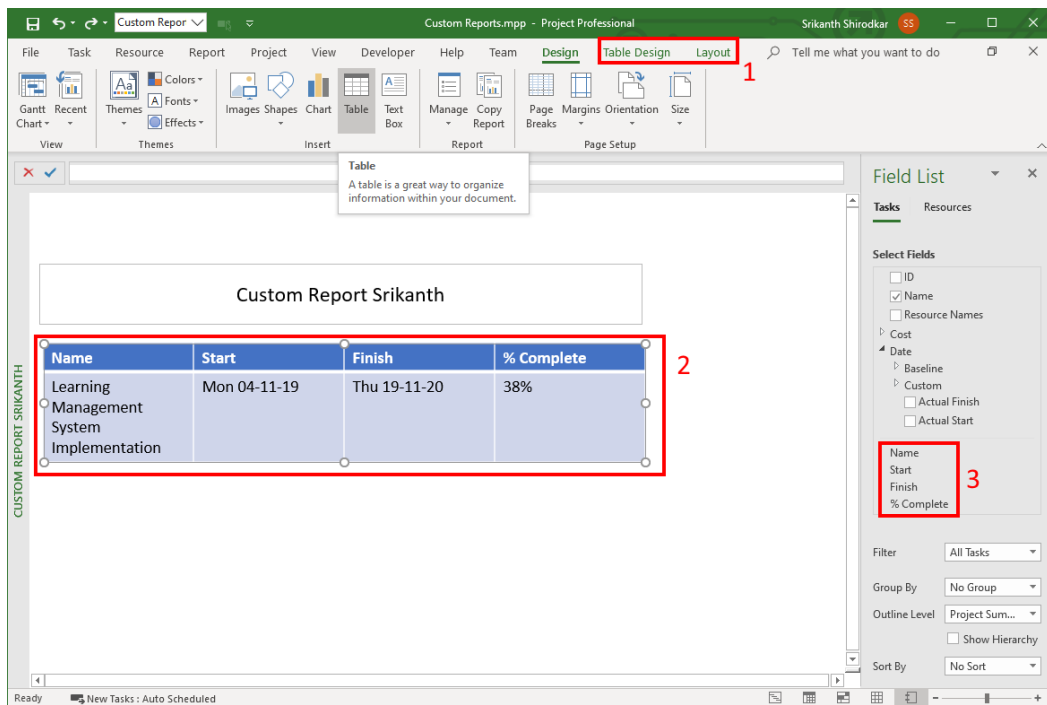 Custom Repor
Custom Reports.mpp - Project Professional
Srikanth Shirodkar
SS
File Task Resource Report Project View Developer Help Team Design Table Design Layout
Tell me what you want to do
1
Gantt Chart
Recent
View
Aa
Themes
Colors
A Fonts
Effects
Themes
Images
Shapes
Chart
Table
A
Text Box
Insert
Manage
Copy Report
Report
Page Breaks
Margins
Orientation
Size
Page Setup
Table
A table is a great way to organize
information within your document.
CUSTOM REPORT SRIKANTH
Custom Report Srikanth
Name Start Finish % Complete
Learning Mon 04-11-19 Thu 19-11-20 38%
Management
System
Implementation
2
Field List
Tasks Resources
Select Fields
ID
Name
Resource Names
Cost
Date
Baseline
Custom
Actual Finish
Actual Start
Name
Start
Finish
% Complete
3
Filter All Tasks
Group By No Group
Outline Level Project Sum...
Show Hierarchy
Sort By No Sort
Ready New Tasks : Auto Scheduled